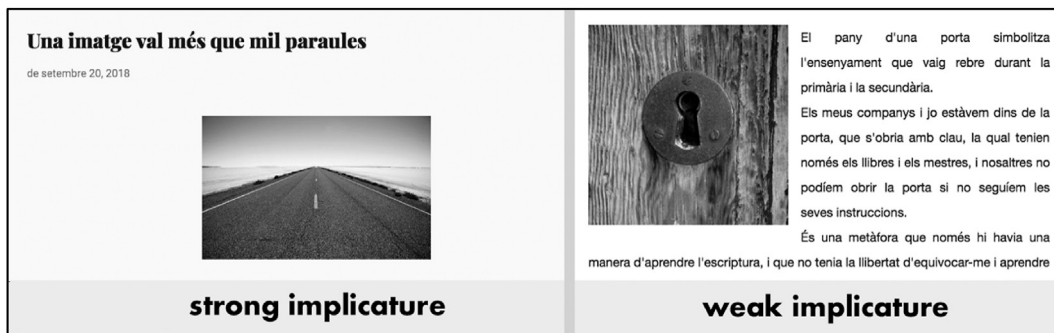 Una imatge val més que mil paraules
de setembre 20, 2018
strong implicature
El pany d'una porta simbolitza
l'ensenyament que vaig rebre durant la
primària i la secundària.
Els meus companys i jo estàvem dins de la
porta, que s'obria amb clau, la qual tenien
només els llibres i els mestres, i nosaltres no
podíem obrir la porta si no seguíem les
seves instruccions.
És una metàfora que només hi havia una
manera d'aprendre l'escriptura, i que no tenia la llibertat d'equivocar-me i aprendre
weak implicature